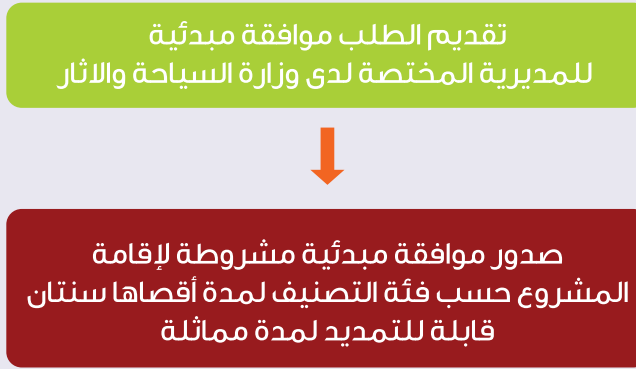 تقديم الطلب موافقة مبدئية
للمديرية المختصة لدى وزارة السياحة والاثار
صدور موافقة مبدئية مشروطة لإقامة
المشروع حسب فئة التصنيف لمدة أقصاها سنتان
قابلة للتمديد لمدة مماثلة